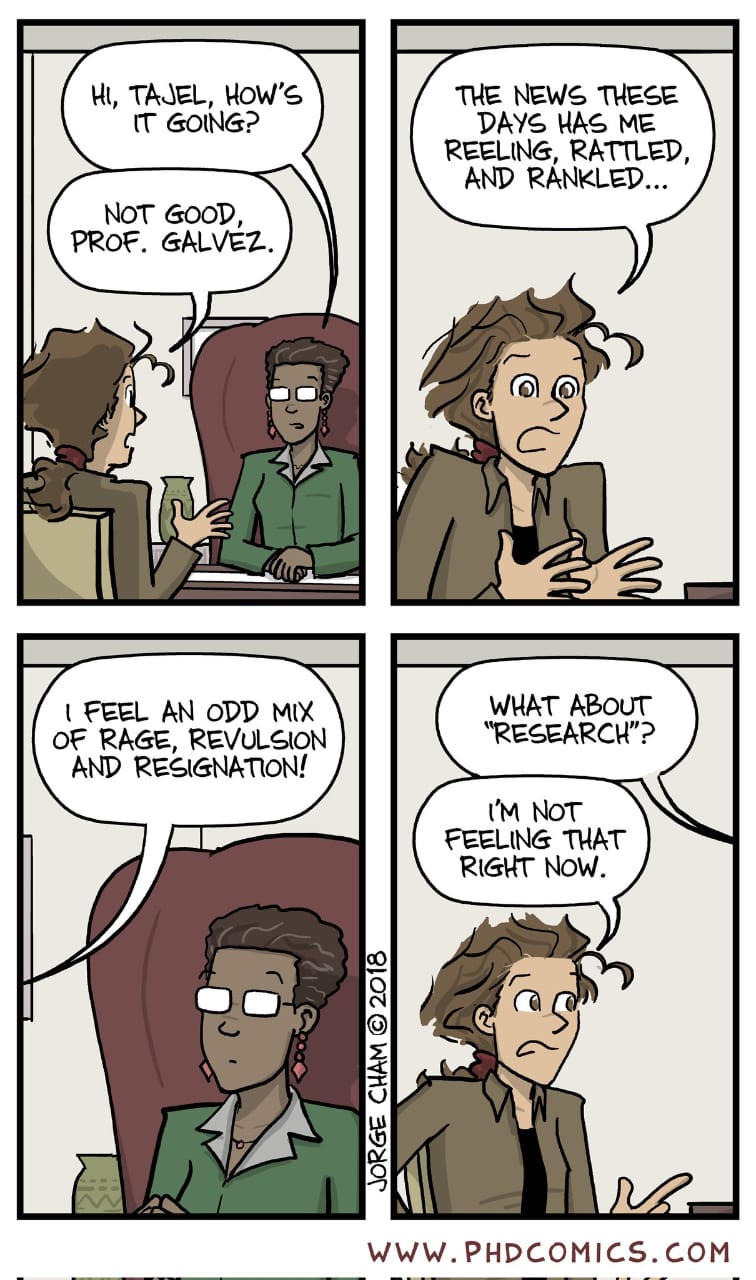 HI, TAJEL, HOW'S
IT GOING?
NOT GOOD,
PROF. GALVEZ.
THE NEWS THESE
DAYS HAS ME
REELING, RATTLED,
AND RANKLED...
I FEEL AN ODD MIX
OF RAGE, REVULSION
AND RESIGNATION!
WHAT ABOUT
"RESEARCH"?
I'M NOT
FEELING THAT
RIGHT NOW.
JORGE CHAM © 2018
WWW.PHDCOMICS.COM